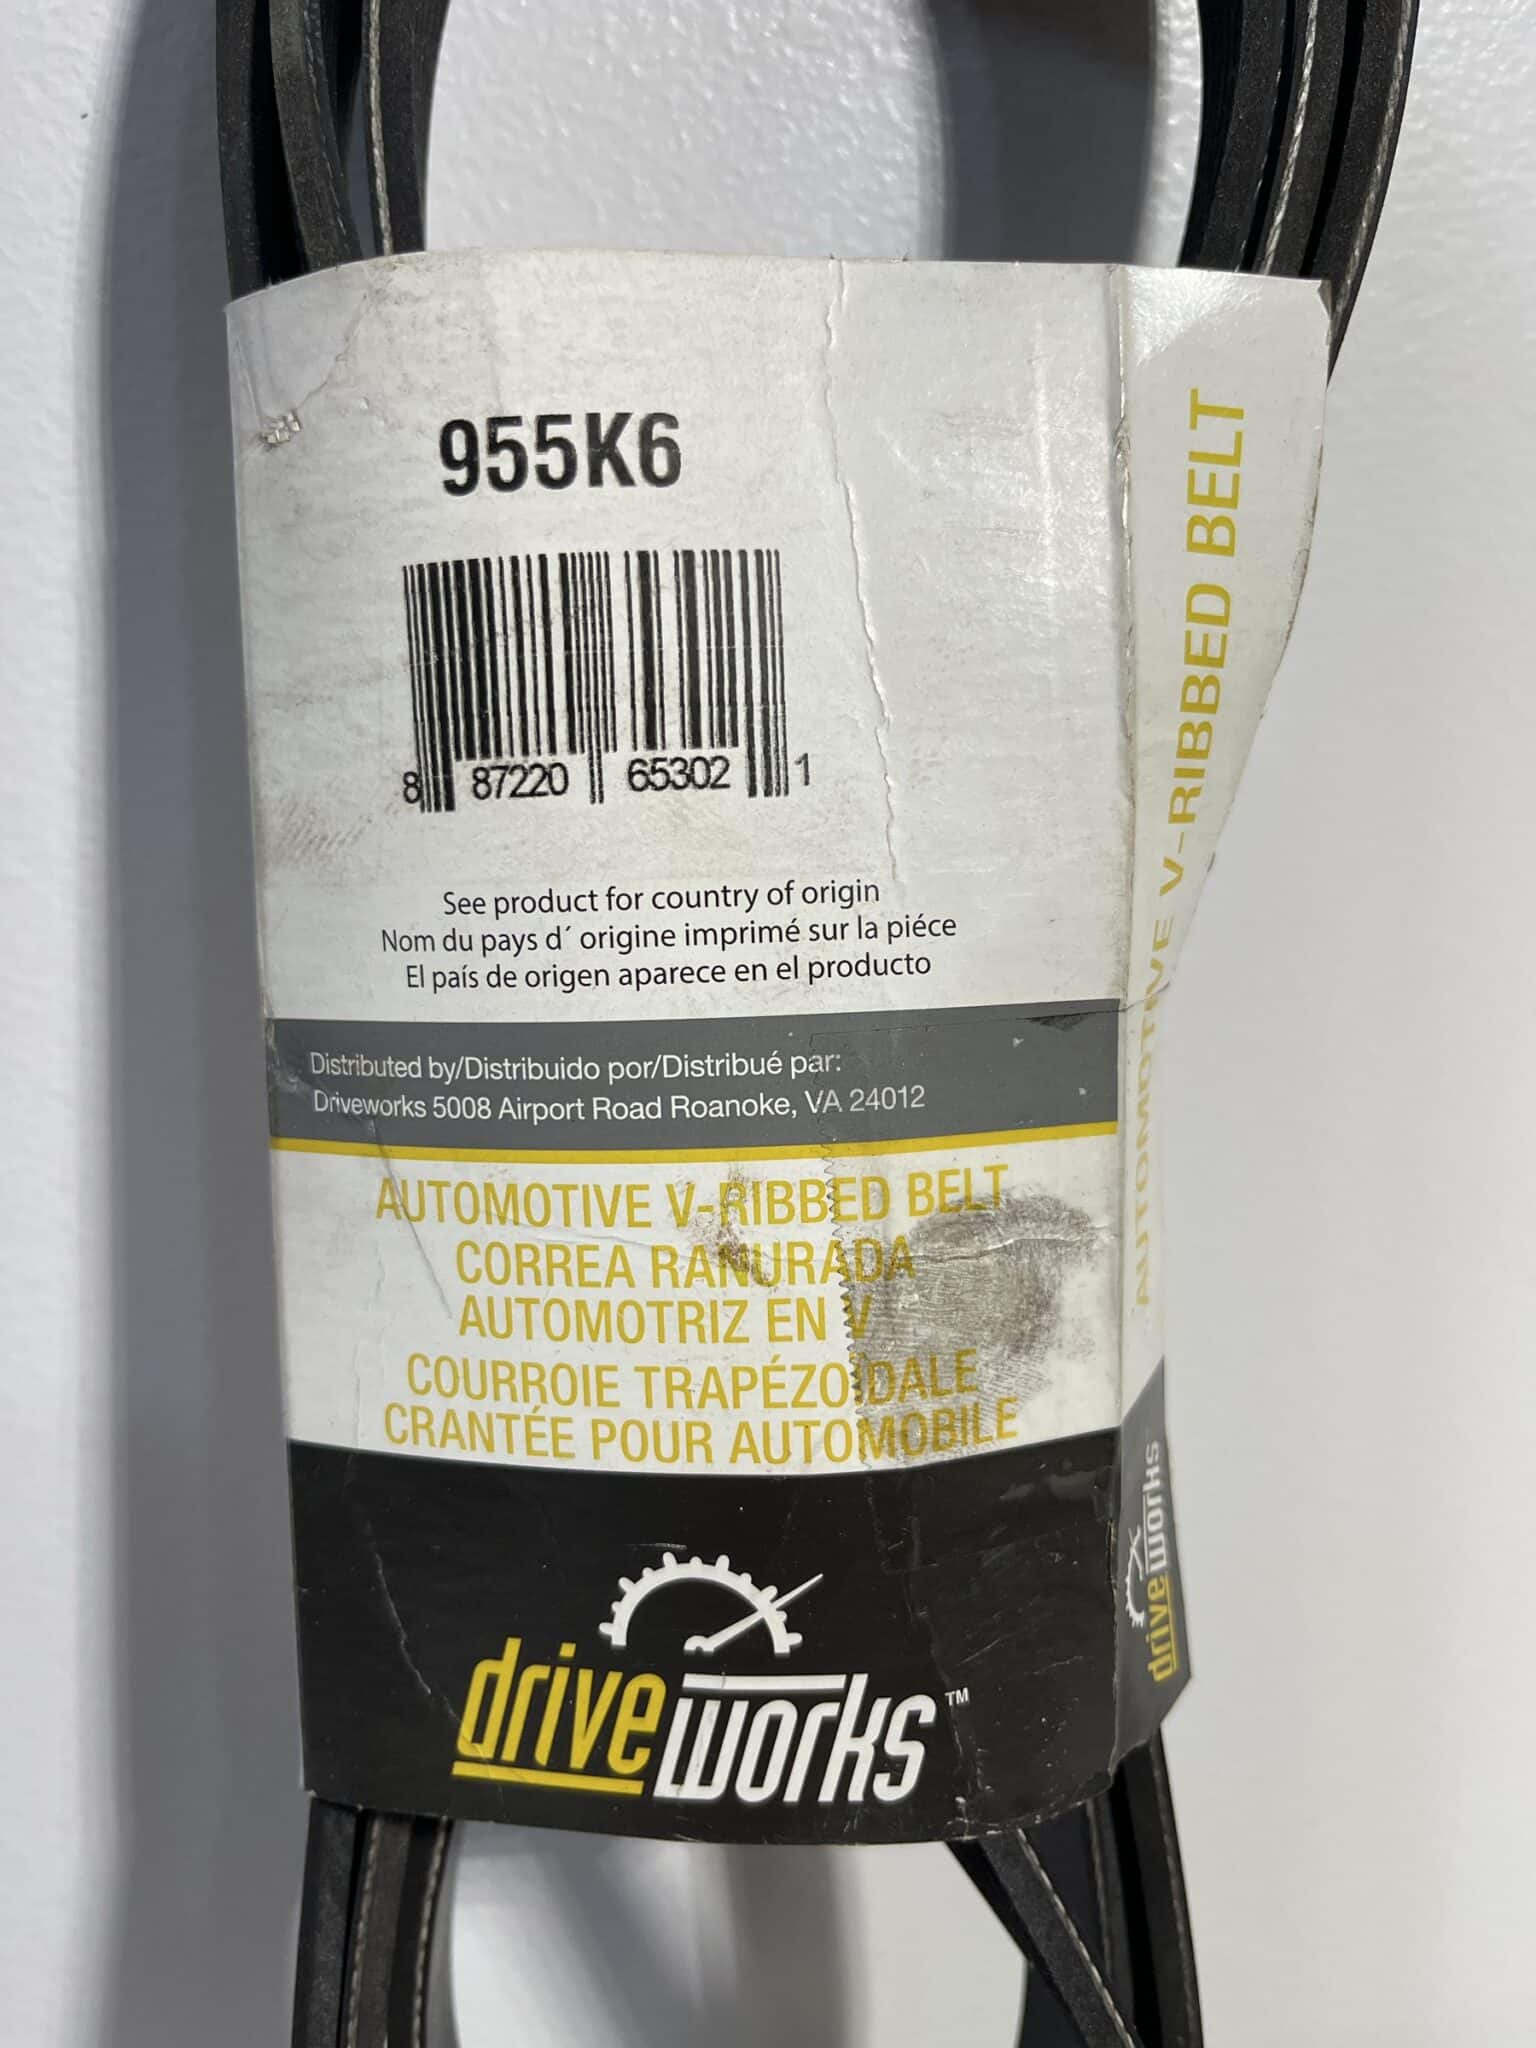 955K6
8 87220 65302 1
See product for country of origin
Nom du pays d´ origine imprimé sur la piéce
El país de origen aparece en el producto
Distributed by/Distribuido por/Distribué par:
Driveworks 5008 Airport Road Roanoke, VA 24012
AUTOMOTIVE V-RIBBED BELT
CORREA RANURADA
AUTOMOTRIZ EN V
COURROIE TRAPÉZOÏDALE
CRANTÉE POUR AUTOMOBILE
driveworks™
AUTOMOTIVE V-RIBBED BELT
driveworks